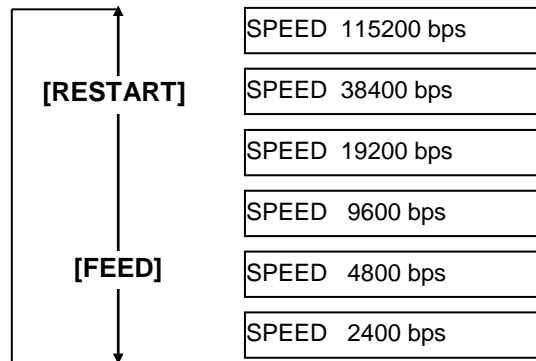 SPEED 115200 bps
[RESTART]
SPEED 38400 bps
SPEED 19200 bps
SPEED 9600 bps
[FEED]
SPEED 4800 bps
SPEED 2400 bps